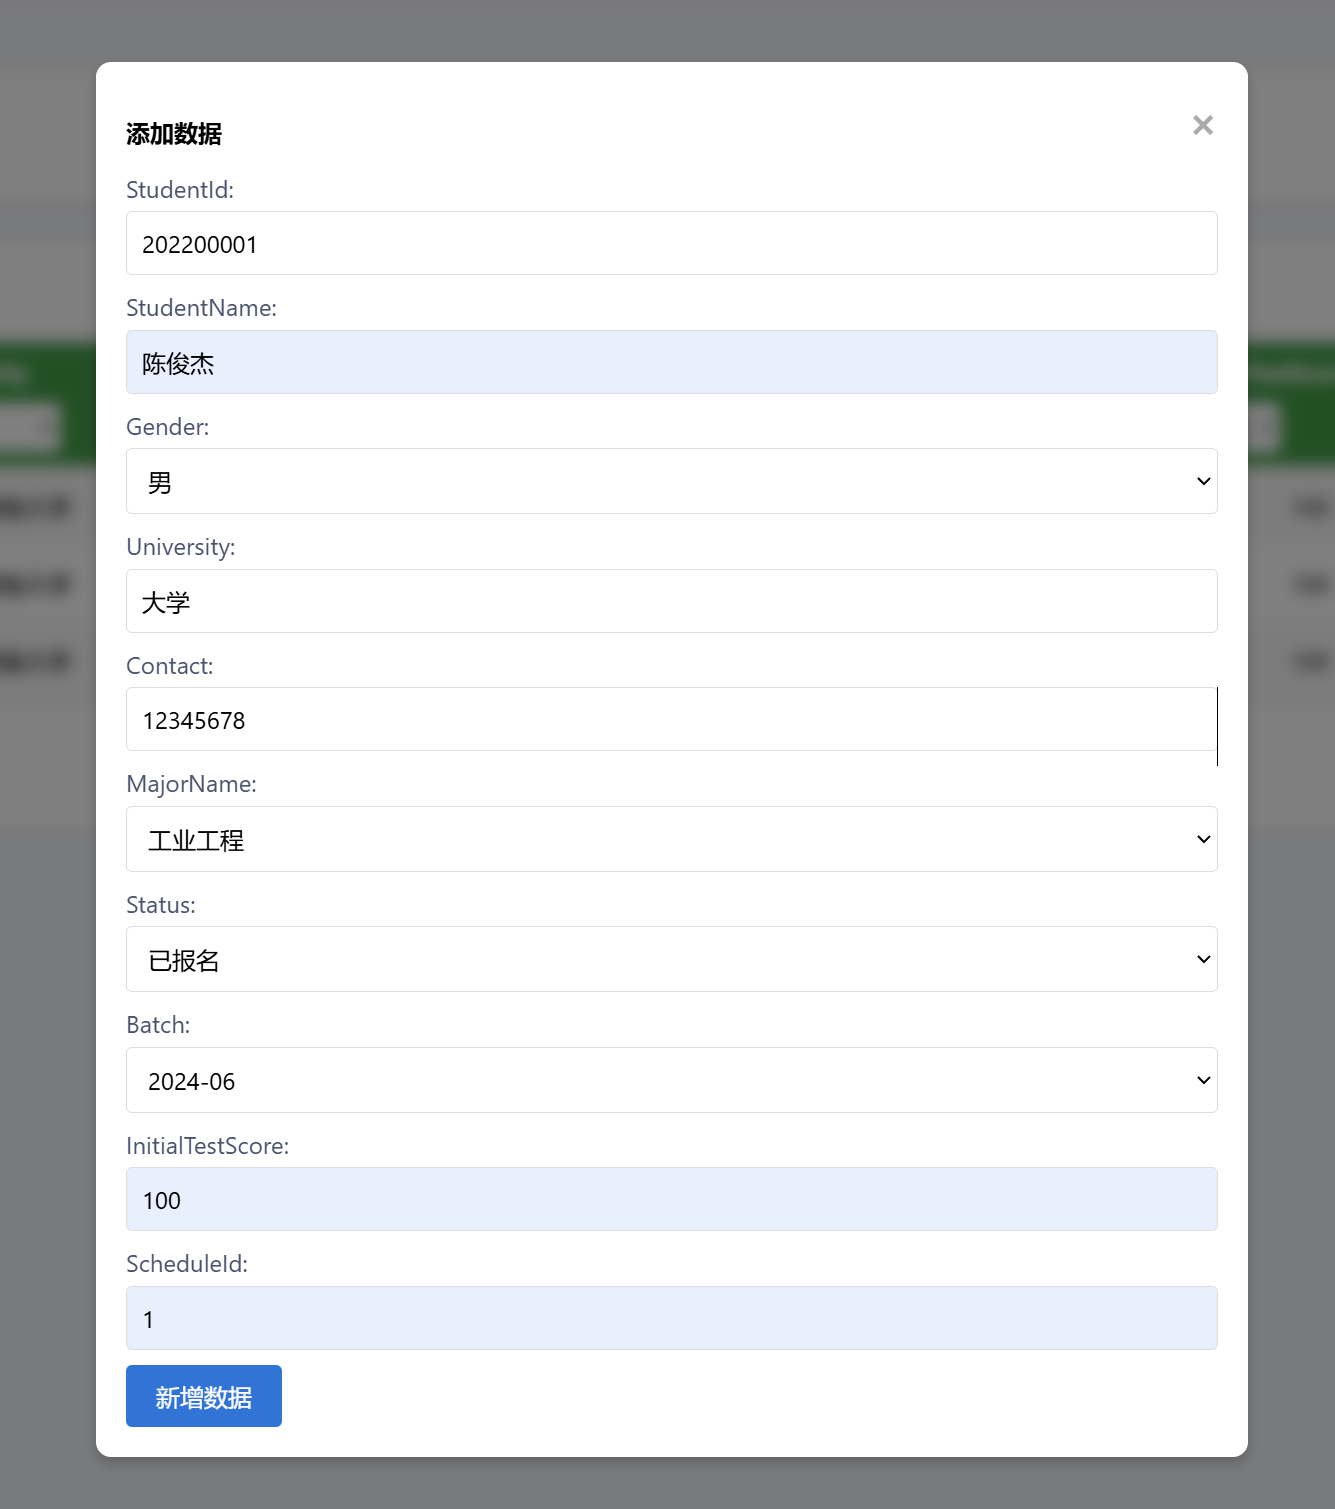 添加数据
×
StudentId:
202200001
StudentName:
陈俊杰
Gender:
男
University:
大学
Contact:
12345678
MajorName:
工业工程
Status:
已报名
Batch:
2024-06
InitialTestScore:
100
ScheduleId:
1
新增数据